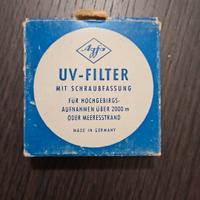 Agfa
UV-FILTER
MIT SCHRAUBFASSUNG
FÜR HOCHGEBIRGS-
AUFNAHMEN ÜBER 2000 m
ODER MEERESSTRAND
MADE IN GERMANY